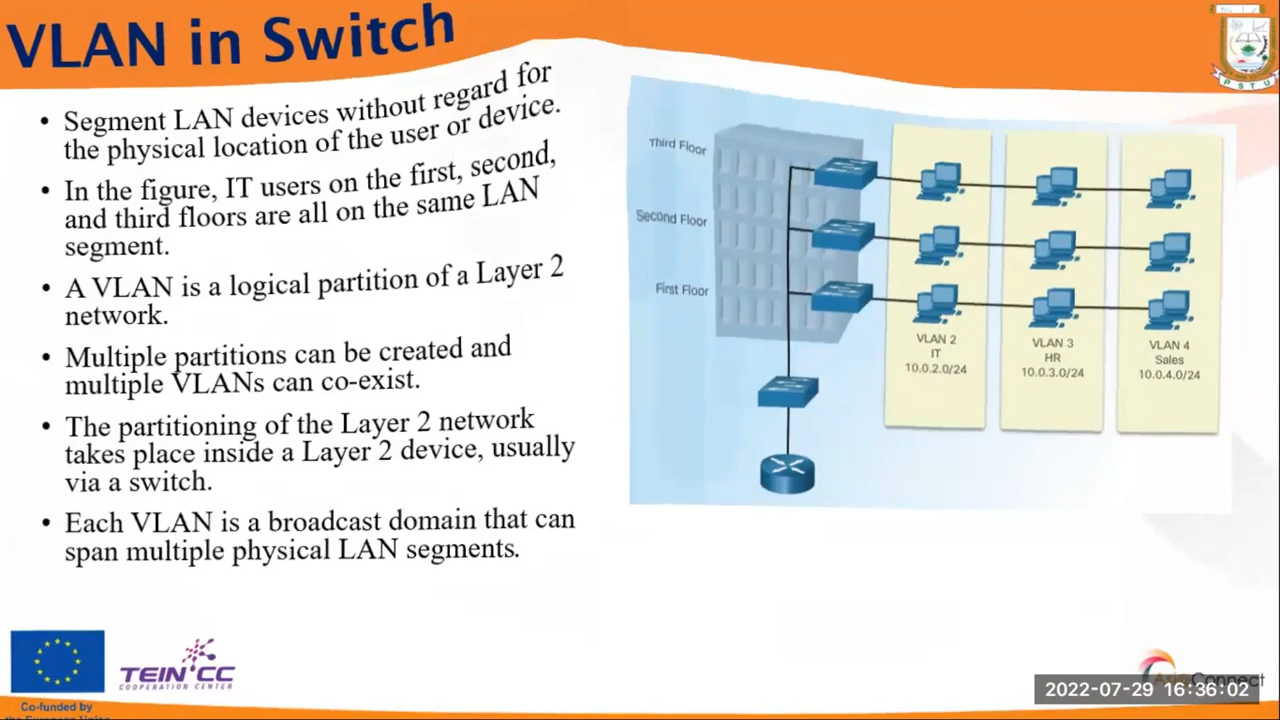 VLAN in Switch
• Segment LAN devices without regard for
the physical location of the user or device.
• In the figure, IT users on the first, second,
and third floors are all on the same LAN
segment.
• A VLAN is a logical partition of a Layer 2
network.
• Multiple partitions can be created and
multiple VLANs can co-exist.
• The partitioning of the Layer 2 network
takes place inside a Layer 2 device, usually
via a switch.
• Each VLAN is a broadcast domain that can
span multiple physical LAN segments.
Third Floor
Second Floor
First Floor
VLAN 2
IT
10.0.2.0/24
VLAN 3
HR
10.0.3.0/24
VLAN 4
Sales
10.0.4.0/24
PSTU
TEIN CC
COOPERATION CENTER
Co-funded by
the European Union
Connect
2022-07-29 16:36:02